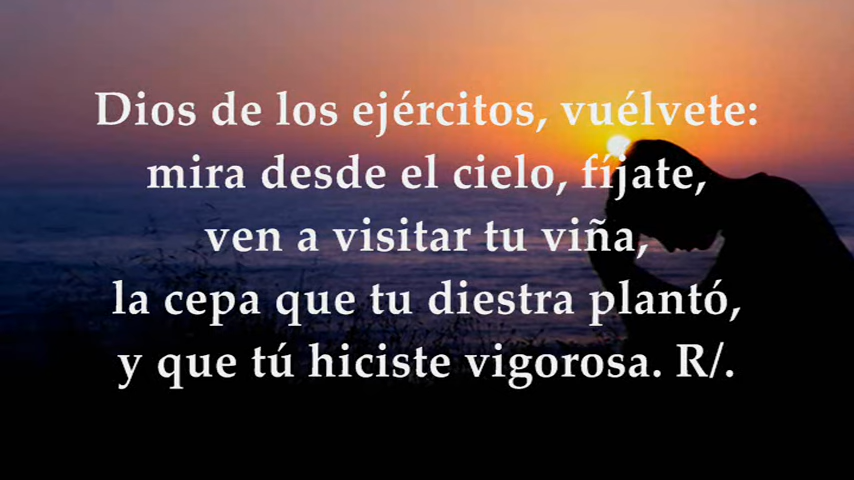 Dios de los ejércitos, vuélvete:
mira desde el cielo, fíjate,
ven a visitar tu viña,
la cepa que tu diestra plantó,
y que tú hiciste vigorosa. R/.